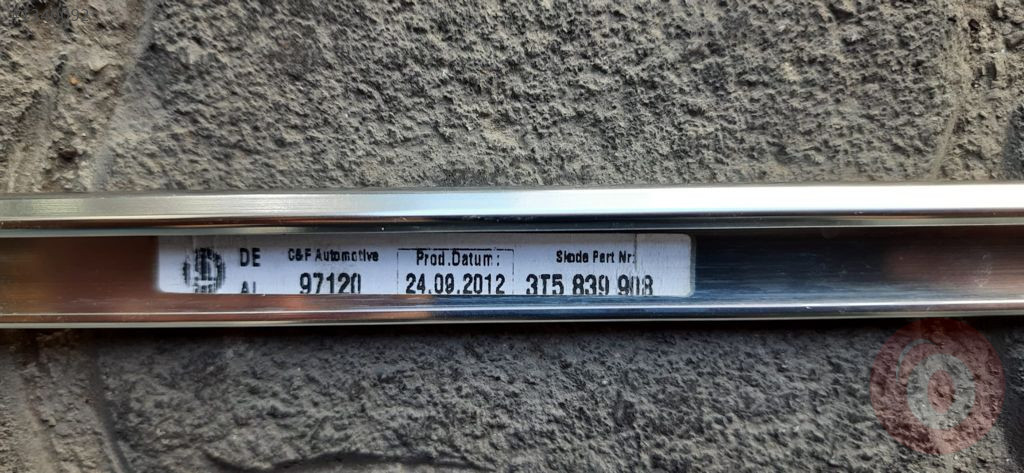 DE C&F Automotive Prod.Datum: Skoda Part Nr:
AL 97120 24.09.2012 3T5 839 908